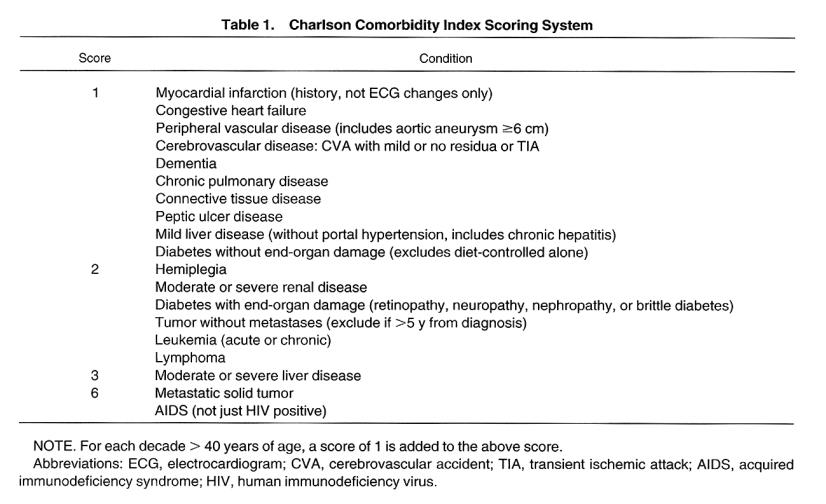 Table 1. Charlson Comorbidity Index Scoring System
Score Condition
1 Myocardial infarction (history, not ECG changes only)
Congestive heart failure
Peripheral vascular disease (includes aortic aneurysm ≥6 cm)
Cerebrovascular disease: CVA with mild or no residua or TIA
Dementia
Chronic pulmonary disease
Connective tissue disease
Peptic ulcer disease
Mild liver disease (without portal hypertension, includes chronic hepatitis)
Diabetes without end-organ damage (excludes diet-controlled alone)
2 Hemiplegia
Moderate or severe renal disease
Diabetes with end-organ damage (retinopathy, neuropathy, nephropathy, or brittle diabetes)
Tumor without metastases (exclude if >5 y from diagnosis)
Leukemia (acute or chronic)
Lymphoma
3 Moderate or severe liver disease
6 Metastatic solid tumor
AIDS (not just HIV positive)
NOTE. For each decade > 40 years of age, a score of 1 is added to the above score.
Abbreviations: ECG, electrocardiogram; CVA, cerebrovascular accident; TIA, transient ischemic attack; AIDS, acquired
immunodeficiency syndrome; HIV, human immunodeficiency virus.